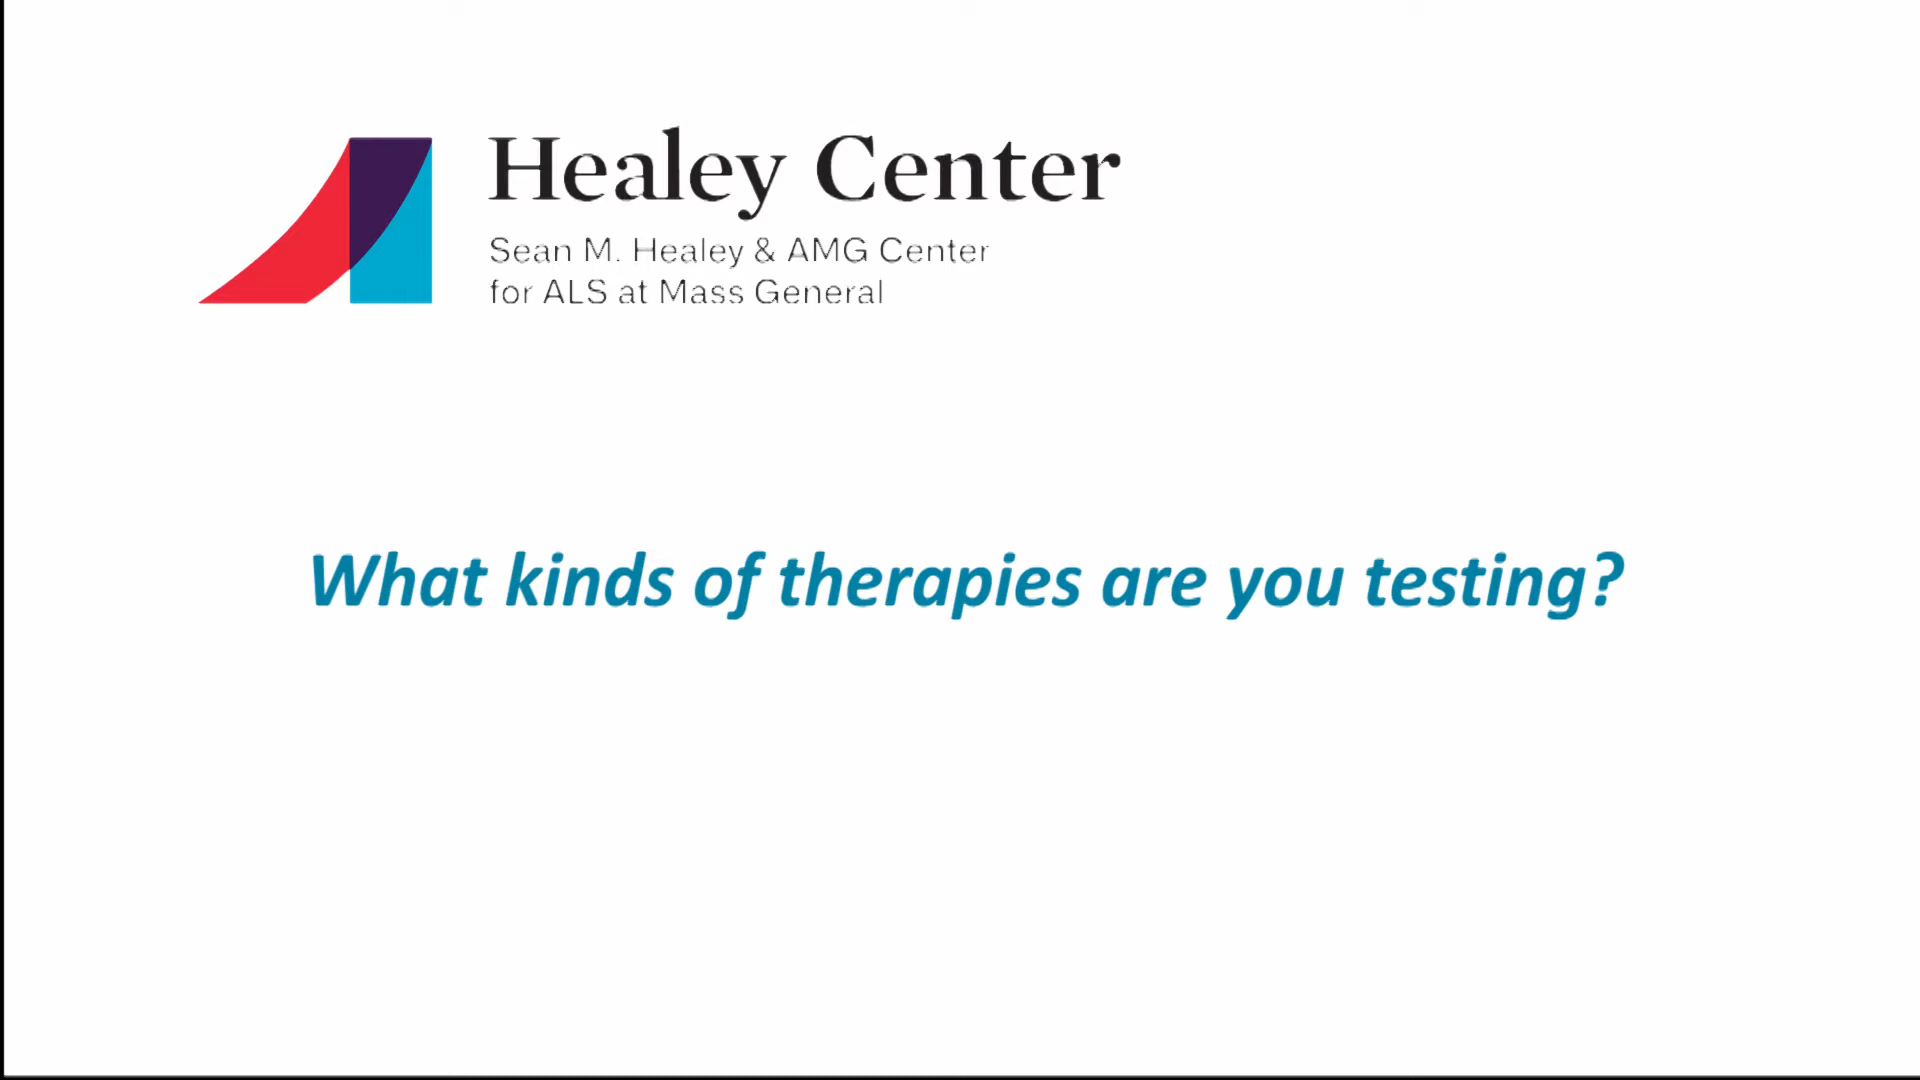 Healey Center
Sean M. Healey & AMG Center
for ALS at Mass General
What kinds of therapies are you testing?